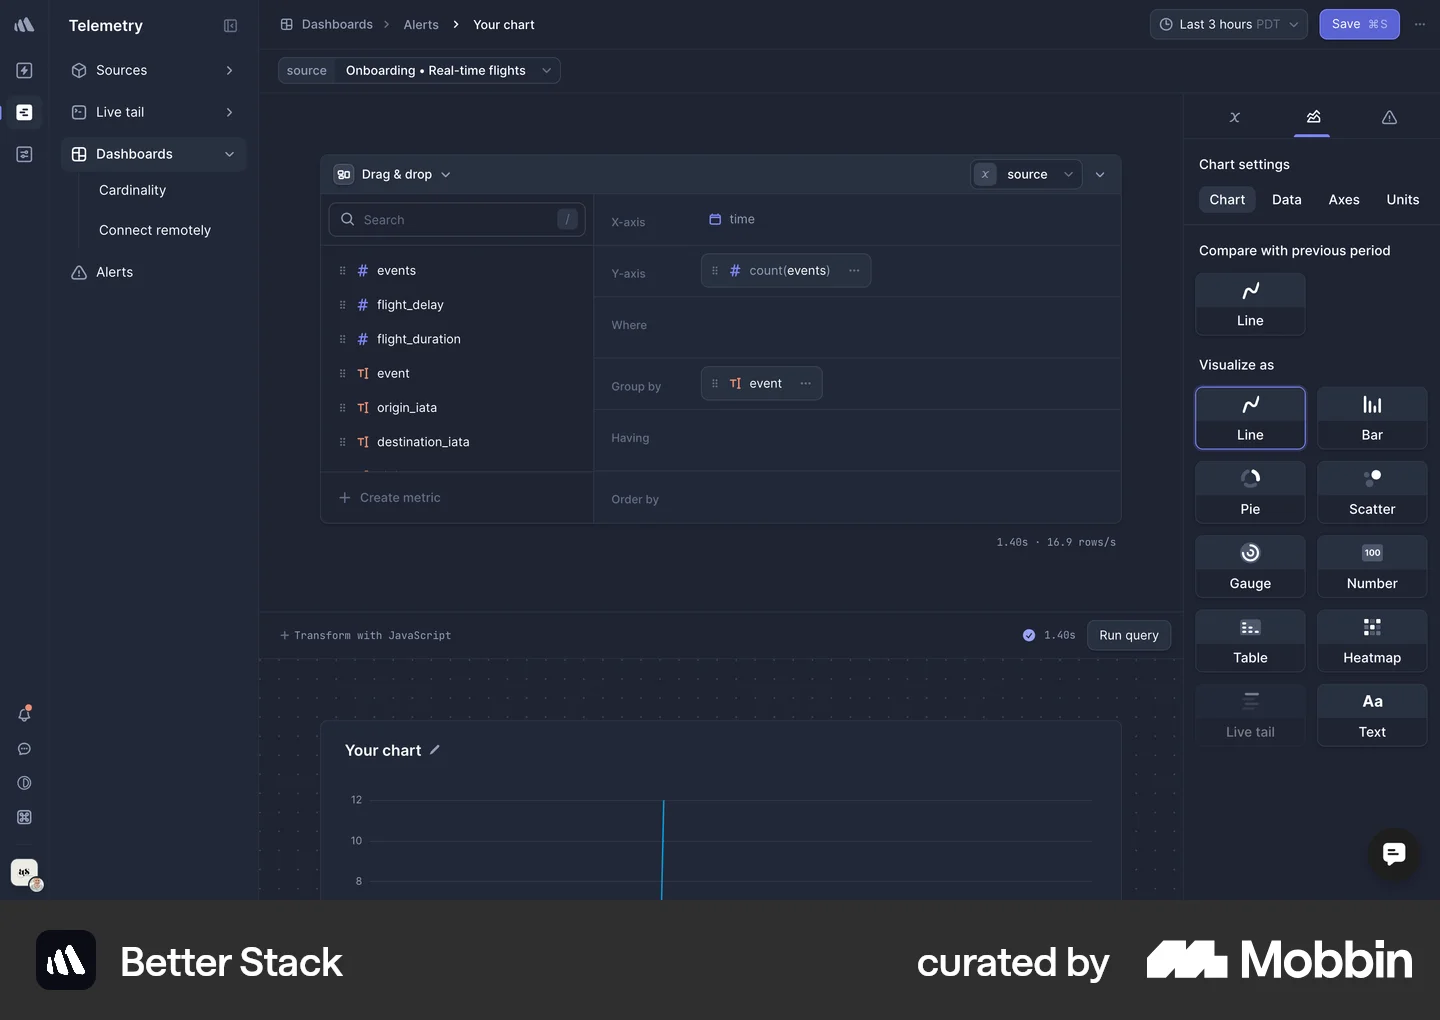 Telemetry
Sources
Live tail
Dashboards
Cardinality
Connect remotely
Alerts
Dashboards
Alerts
Your chart
Last 3 hours PDT
Save ⌘S
source Onboarding • Real-time flights
Drag & drop
x source
Search /
events
flight_delay
flight_duration
event
origin_iata
destination_iata
Create metric
X-axis time
Y-axis # count(events)
Where
Group by event
Having
Order by
1.40s · 16.9 rows/s
+ Transform with JavaScript
1.40s
Run query
Your chart
12
10
8
x
Chart settings
Chart Data Axes Units
Compare with previous period
Line
Visualize as
Line Bar
Pie Scatter
Gauge
100
Number
Table Heatmap
Live tail
Aa
Text
Better Stack
curated by Mobbin